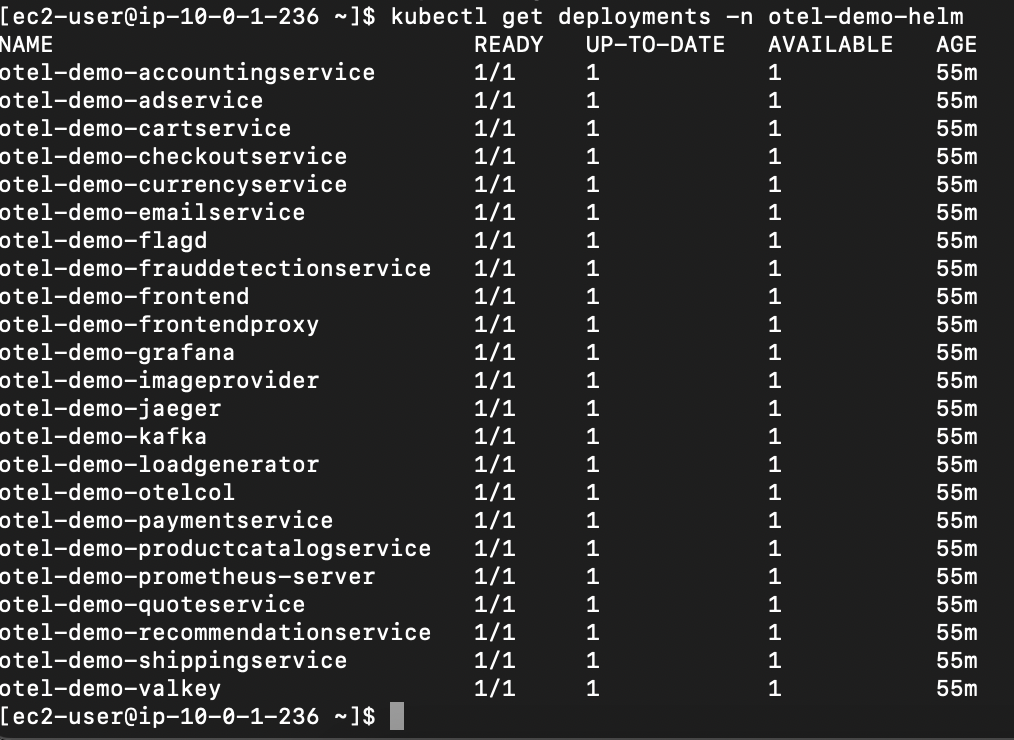 [ec2-user@ip-10-0-1-236 ~]$ kubectl get deployments -n otel-demo-helm
NAME READY UP-TO-DATE AVAILABLE AGE
otel-demo-accountingservice 1/1 1 1 55m
otel-demo-adservice 1/1 1 1 55m
otel-demo-cartservice 1/1 1 1 55m
otel-demo-checkoutservice 1/1 1 1 55m
otel-demo-currencyservice 1/1 1 1 55m
otel-demo-emailservice 1/1 1 1 55m
otel-demo-flagd 1/1 1 1 55m
otel-demo-frauddetectionservice 1/1 1 1 55m
otel-demo-frontend 1/1 1 1 55m
otel-demo-frontendproxy 1/1 1 1 55m
otel-demo-grafana 1/1 1 1 55m
otel-demo-imageprovider 1/1 1 1 55m
otel-demo-jaeger 1/1 1 1 55m
otel-demo-kafka 1/1 1 1 55m
otel-demo-loadgenerator 1/1 1 1 55m
otel-demo-otelcol 1/1 1 1 55m
otel-demo-paymentservice 1/1 1 1 55m
otel-demo-productcatalogservice 1/1 1 1 55m
otel-demo-prometheus-server 1/1 1 1 55m
otel-demo-quoteservice 1/1 1 1 55m
otel-demo-recommendationservice 1/1 1 1 55m
otel-demo-shippingservice 1/1 1 1 55m
otel-demo-valkey 1/1 1 1 55m
[ec2-user@ip-10-0-1-236 ~]$